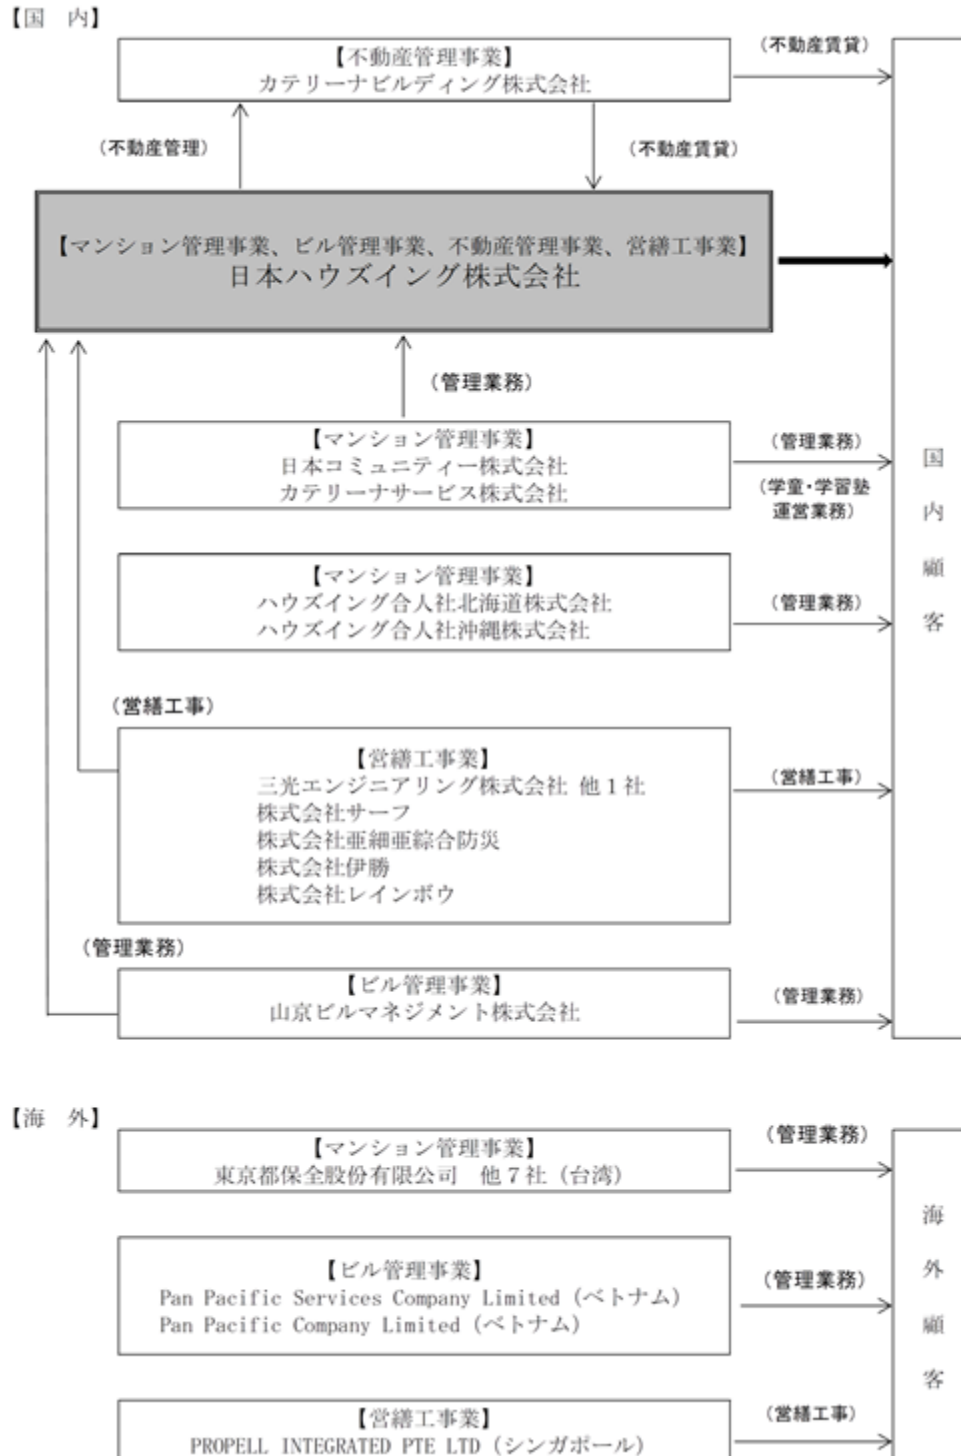 【国　内】
【不動産管理事業】
カテリーナビルディング株式会社
（不動産賃貸）
（不動産管理）
（不動産賃貸）
【マンション管理事業、ビル管理事業、不動産管理事業、営繕工事業】
日本ハウズイング株式会社
（管理業務）
【マンション管理事業】
日本コミュニティー株式会社
カテリーナサービス株式会社
（管理業務）
（学童・学習塾
運営業務）
国内顧客
【マンション管理事業】
ハウズイング合人社北海道株式会社
ハウズイング合人社沖縄株式会社
（管理業務）
（営繕工事）
【営繕工事業】
三光エンジニアリング株式会社 他１社
株式会社サーフ
株式会社亜細亜綜合防災
株式会社伊勝
株式会社レインボウ
（営繕工事）
（管理業務）
【ビル管理事業】
山京ビルマネジメント株式会社
（管理業務）
【海　外】
【マンション管理事業】
東京都保全股份有限公司　他７社（台湾）
（管理業務）
海外顧客
【ビル管理事業】
Pan Pacific Services Company Limited（ベトナム）
Pan Pacific Company Limited（ベトナム）
（管理業務）
【営繕工事業】
PROPELL INTEGRATED PTE LTD（シンガポール）
（営繕工事）